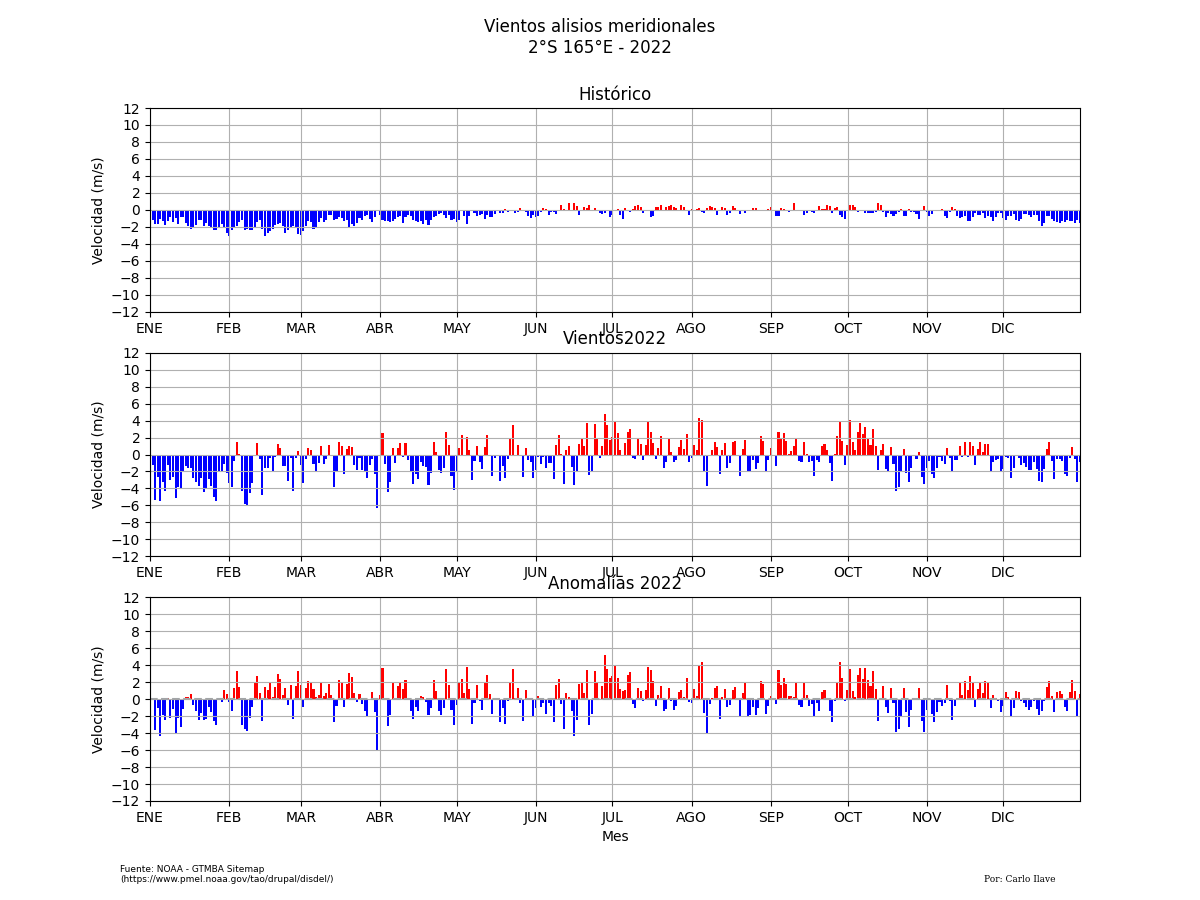 Vientos alisios meridionales
2°S 165°E - 2022
Histórico
12
10
8
6
4
2
0
−2
−4
−6
−8
−10
−12
Velocidad (m/s)
ENE FEB MAR ABR MAY JUN JUL AGO SEP OCT NOV DIC
Vientos2022
12
10
8
6
4
2
0
−2
−4
−6
−8
−10
−12
Velocidad (m/s)
ENE FEB MAR ABR MAY JUN JUL AGO SEP OCT NOV DIC
Anomalías 2022
12
10
8
6
4
2
0
−2
−4
−6
−8
−10
−12
Velocidad (m/s)
ENE FEB MAR ABR MAY JUN JUL AGO SEP OCT NOV DIC
Mes
Fuente: NOAA - GTMBA Sitemap
(https://www.pmel.noaa.gov/tao/drupal/disdel/)
Por: Carlo Ilave